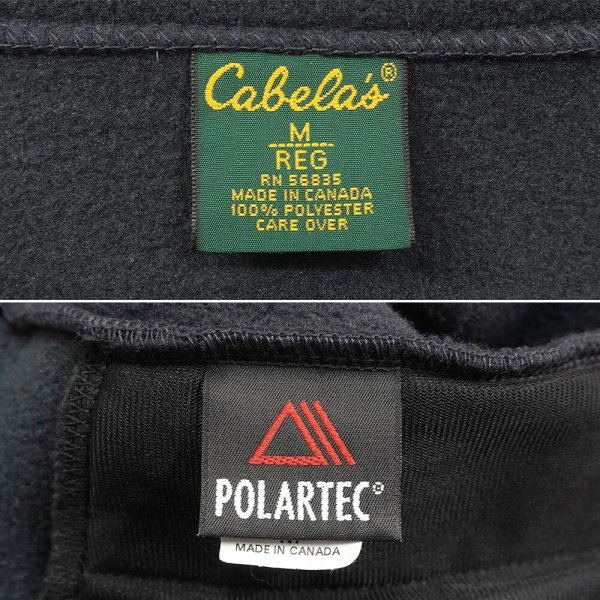 Cabela's®
M
REG
RN 56835
MADE IN CANADA
100% POLYESTER
CARE OVER
POLARTEC®
MADE IN CANADA